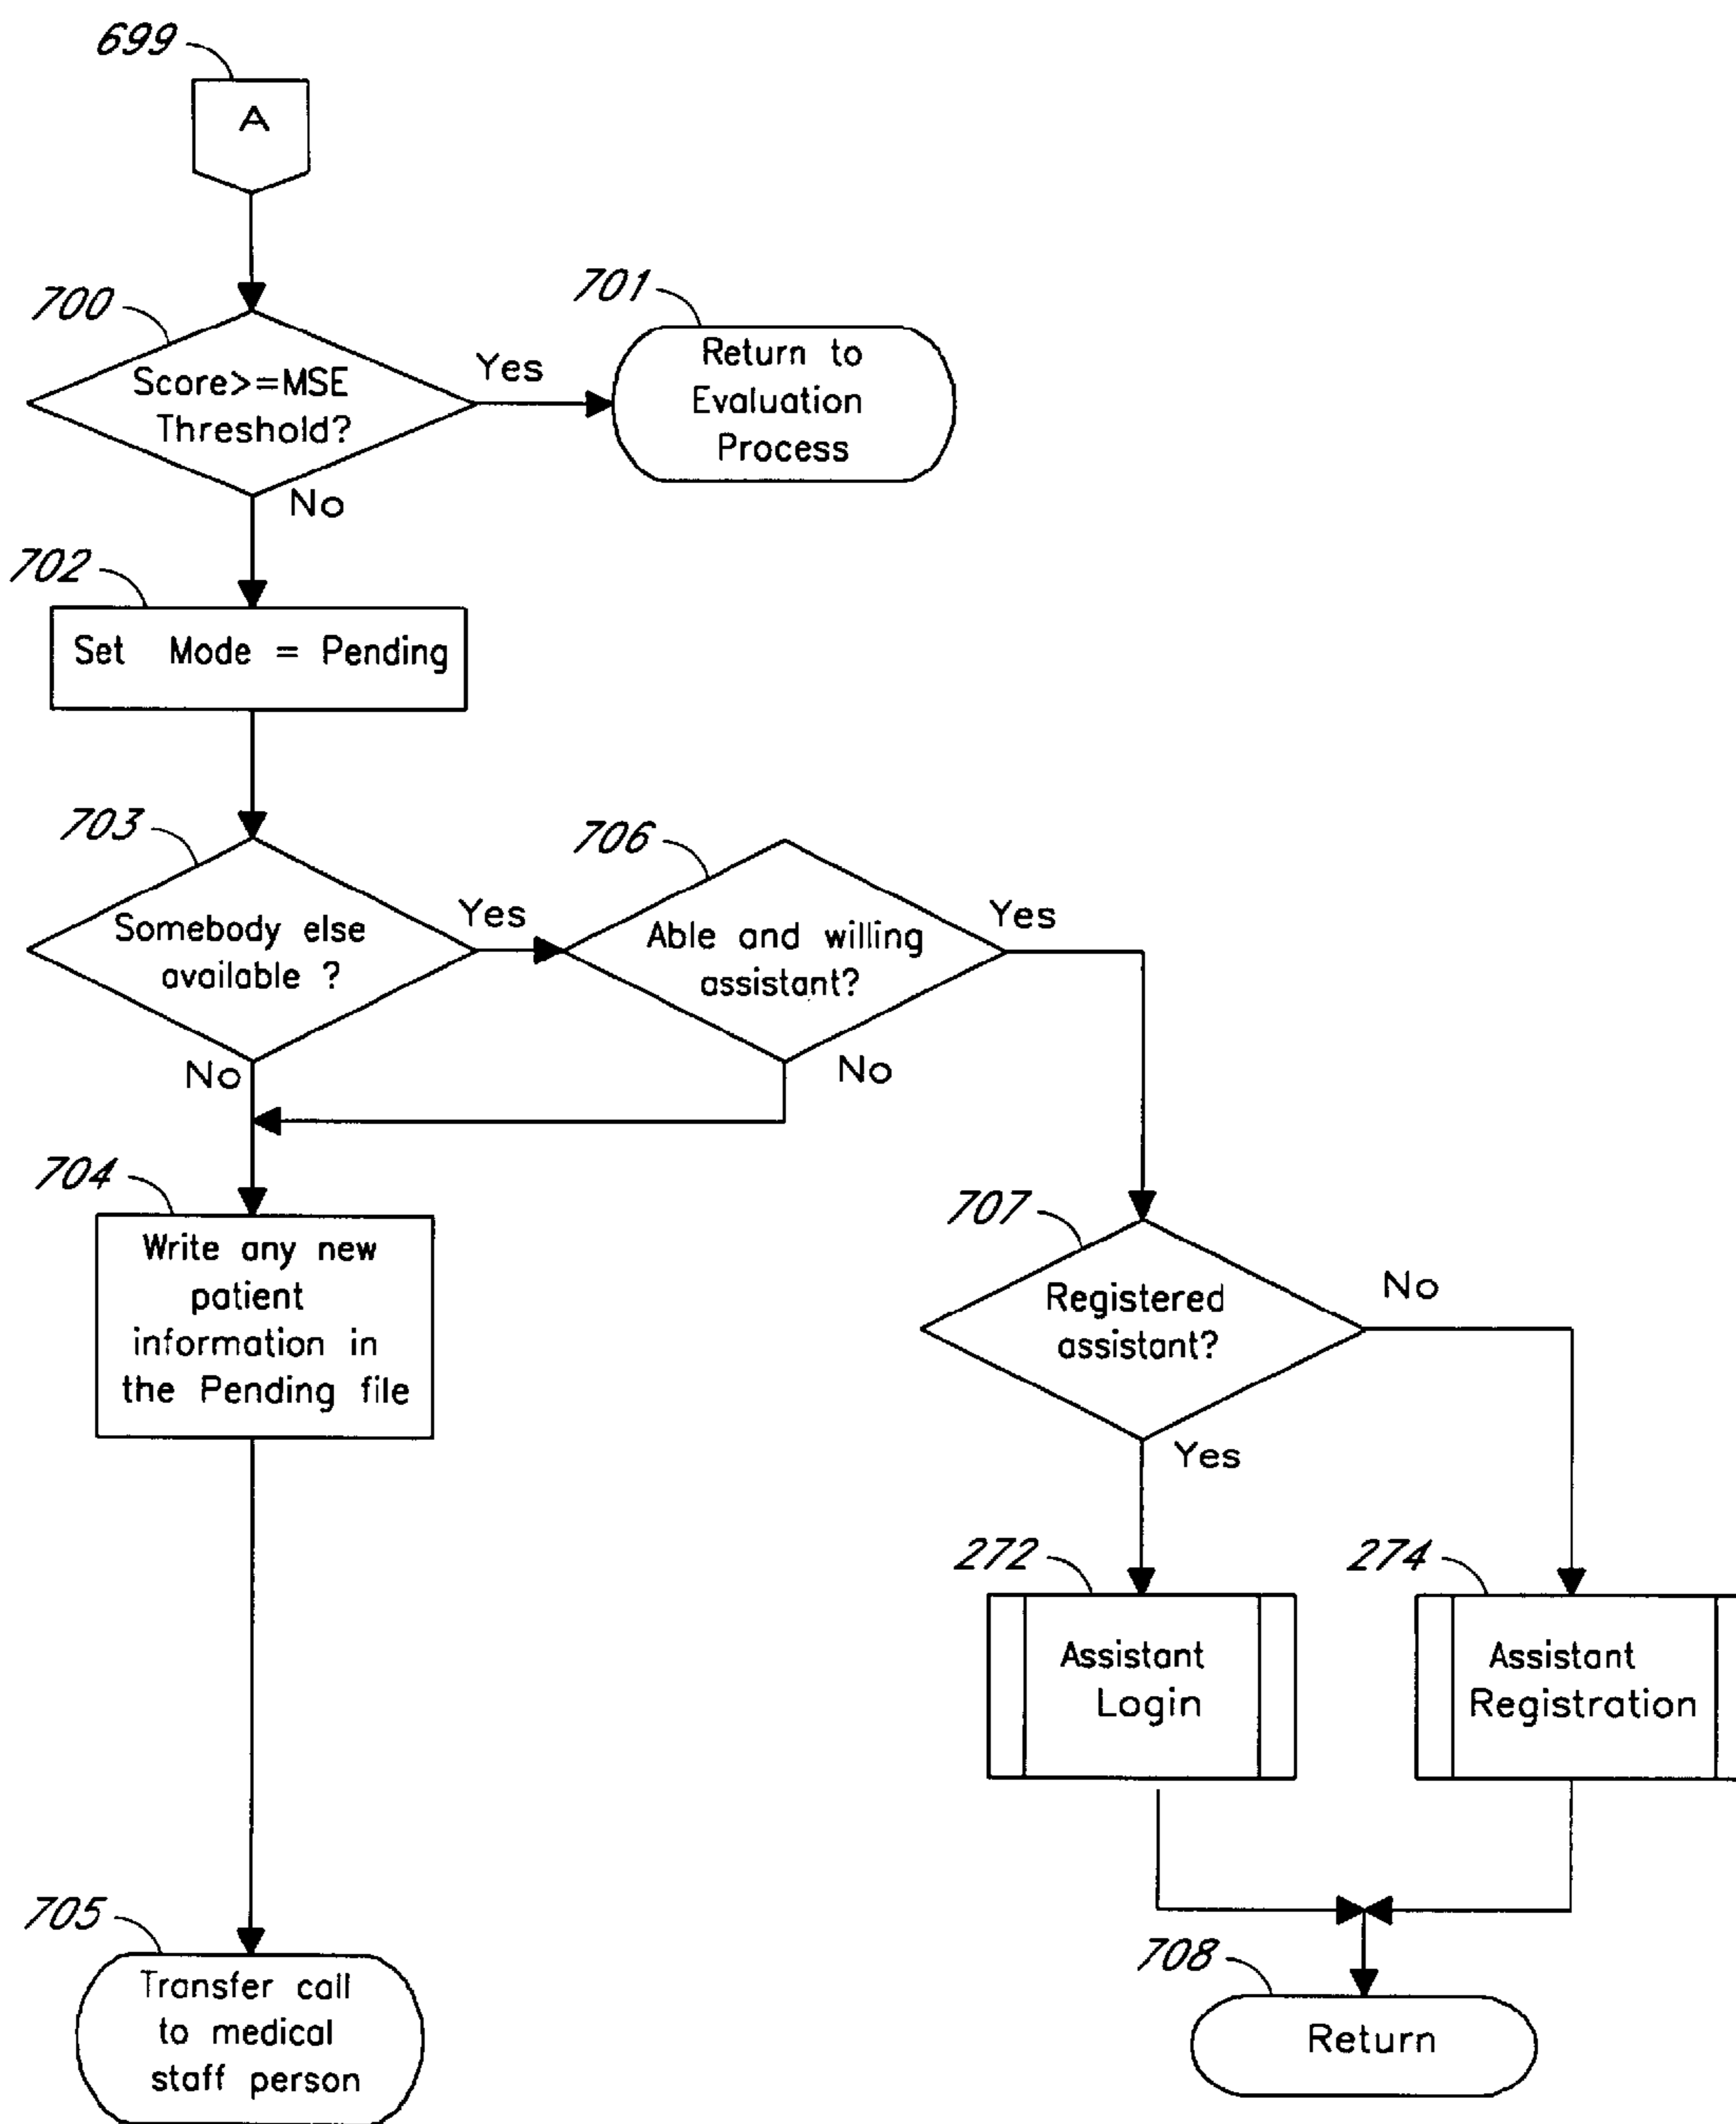 699
A
700
Score>=MSE
Threshold?
Yes
No
701
Return to
Evaluation
Process
702
Set Mode = Pending
703
Somebody else
available ?
Yes
No
706
Able and willing
assistant?
Yes
No
704
Write any new
patient
information in
the Pending file
707
Registered
assistant?
No
Yes
272
Assistant
Login
274
Assistant
Registration
705
Transfer call
to medical
staff person
708
Return